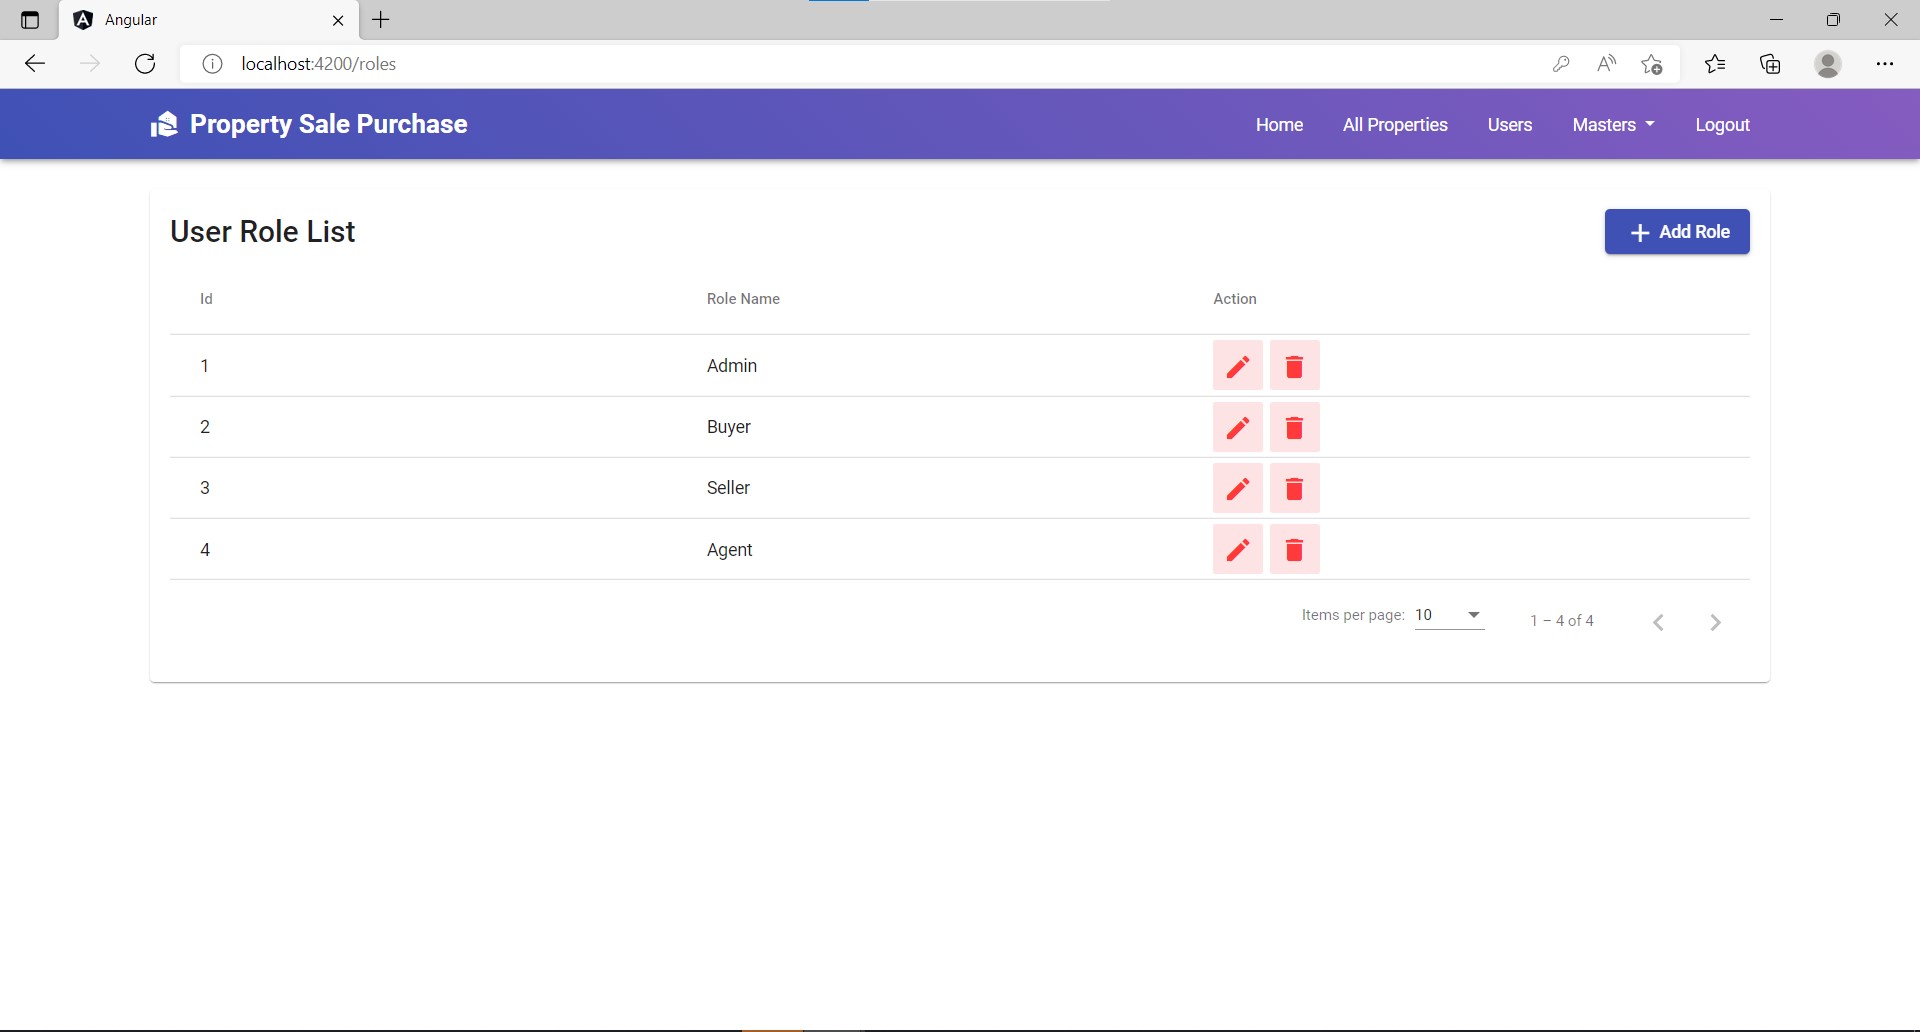 Angular
localhost:4200/roles
Property Sale Purchase
Home All Properties Users Masters Logout
User Role List
Add Role
Id Role Name Action
1 Admin
2 Buyer
3 Seller
4 Agent
Items per page: 10 1 – 4 of 4